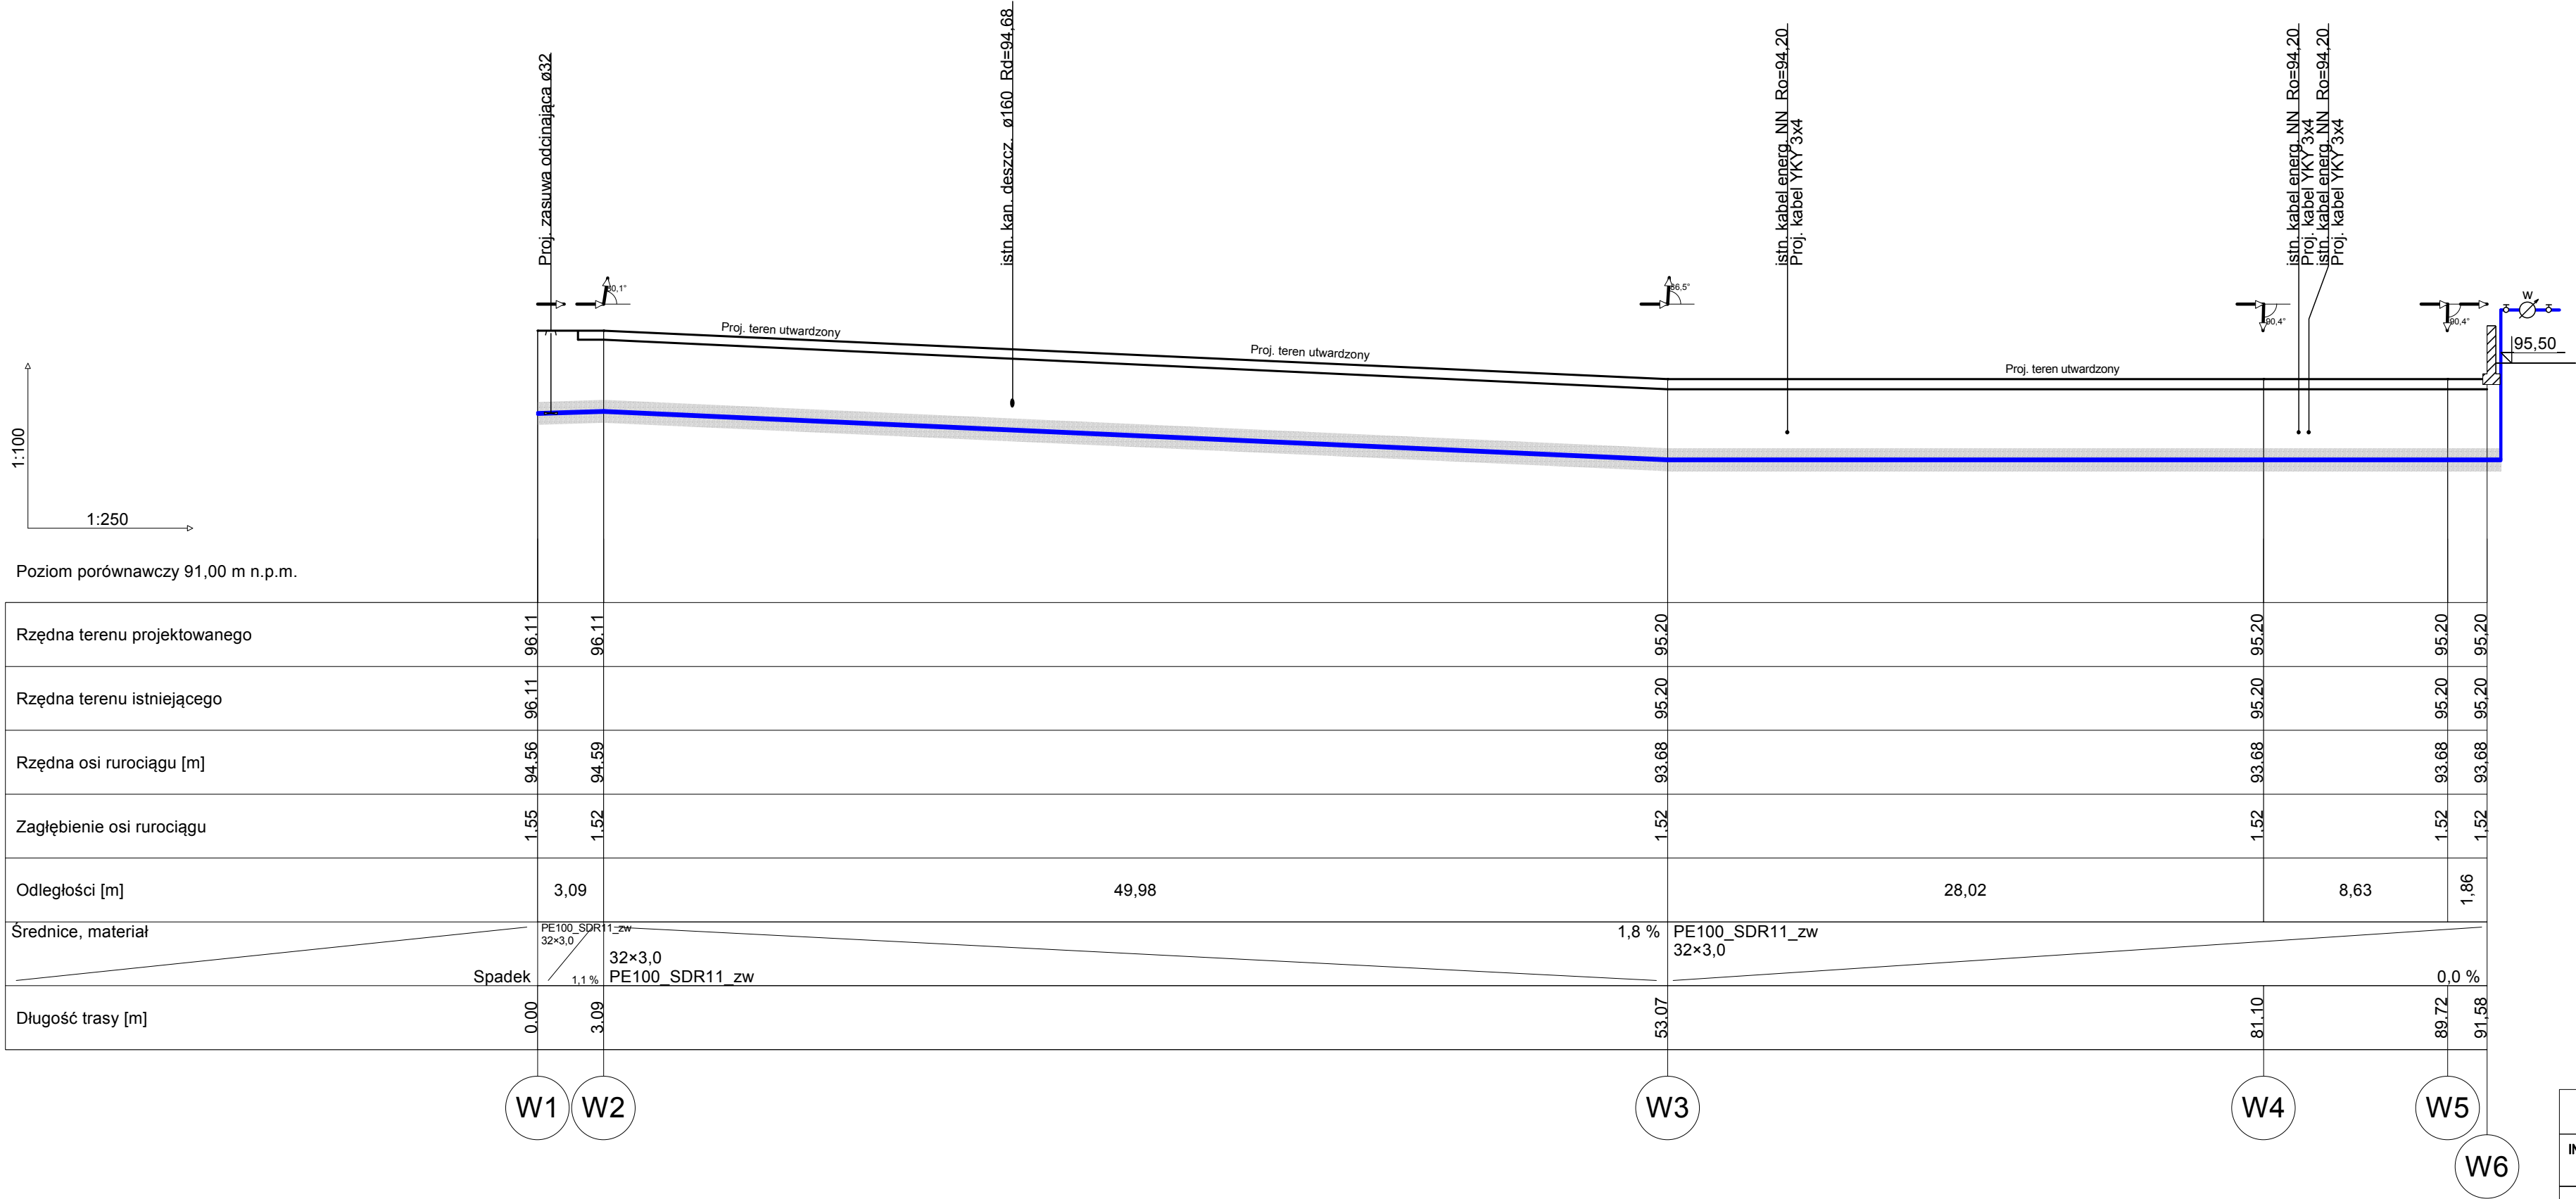 Proj. zasuwa odcinająca ø32
istn. kan. deszcz. ø160 Rd=94,68
istn. kabel energ. NN Ro=94,20
Proj. kabel YKY 3x4
istn. kabel energ. NN Ro=94,20
Proj. kabel YKY 3x4
istn. kabel energ. NN Ro=94,20
Proj. kabel YKY 3x4
90,4°
90,4°
W
95,50
Proj. teren utwardzony
Proj. teren utwardzony
Proj. teren utwardzony
1:100
1:250
Poziom porównawczy 91,00 m n.p.m.
Rzędna terenu projektowanego 96.11 96.11 95.20 95.20 95.20 95,20
Rzędna terenu istniejącego 96.11 95.20 95.20 95.20 95,20
Rzędna osi rurociągu [m] 94.56 94.59 93.68 93.68 93.68 93,68
Zagłębienie osi rurociągu 1.55 1.52 1.52 1.52 1.52 1,52
Odległości [m] 3,09 49,98 28,02 8,63 1,86
Średnice, materiał
PE100_SDR11_zw
32×3,0
1,8 %
PE100_SDR11_zw
32×3,0
32×3,0
Spadek 1,1 % PE100_SDR11_zw 0,0 %
Długość trasy [m] 0.00 3.09 53.07 81.10 89.72 91,58
W1 W2 W3 W4 W5
W6